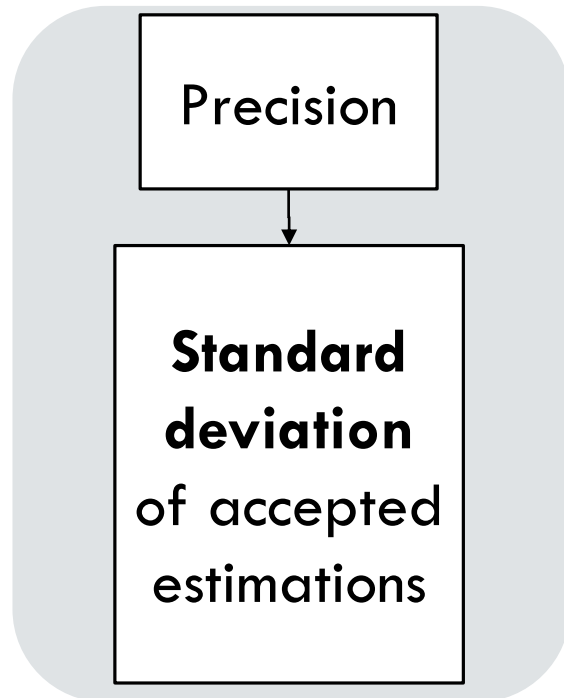 Precision
Standard
deviation
of accepted
estimations